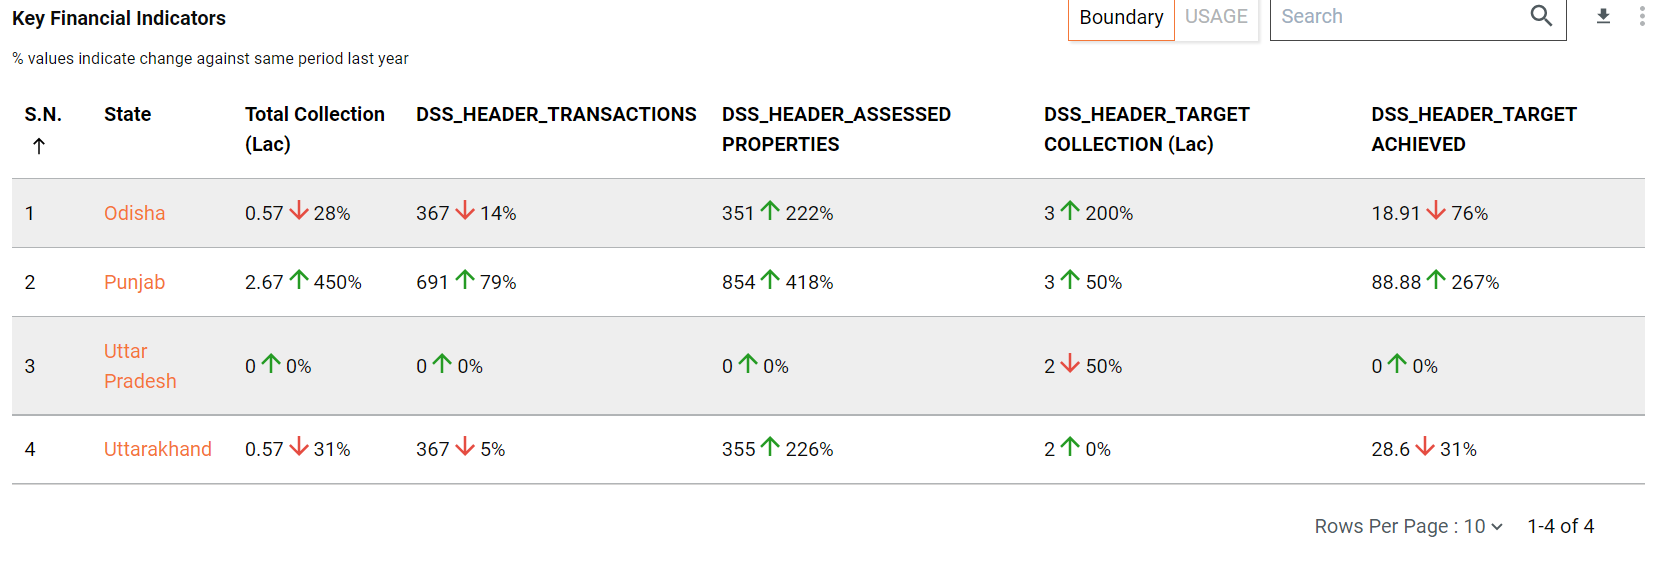 Key Financial Indicators
Boundary USAGE Search
% values indicate change against same period last year
S.N. State Total Collection (Lac) DSS_HEADER_TRANSACTIONS DSS_HEADER_ASSESSED PROPERTIES DSS_HEADER_TARGET COLLECTION (Lac) DSS_HEADER_TARGET ACHIEVED
1 Odisha 0.57 ↓ 28% 367 ↓ 14% 351 ↑ 222% 3 ↑ 200% 18.91 ↓ 76%
2 Punjab 2.67 ↑ 450% 691 ↑ 79% 854 ↑ 418% 3 ↑ 50% 88.88 ↑ 267%
3 Uttar Pradesh 0 ↑ 0% 0 ↑ 0% 0 ↑ 0% 2 ↓ 50% 0 ↑ 0%
4 Uttarakhand 0.57 ↓ 31% 367 ↓ 5% 355 ↑ 226% 2 ↑ 0% 28.6 ↓ 31%
Rows Per Page : 10 1-4 of 4